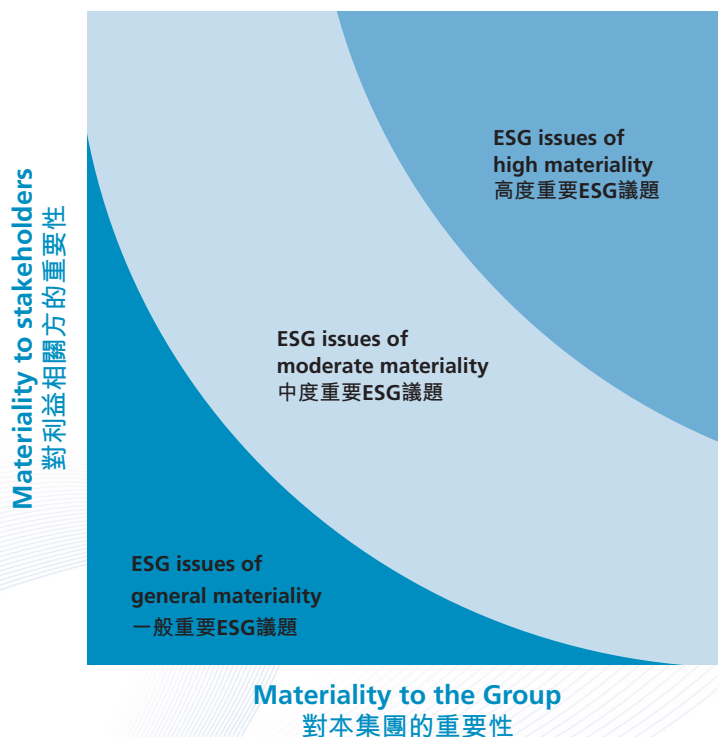 Materiality to stakeholders
對利益相關方的重要性
ESG issues of
high materiality
高度重要ESG議題
ESG issues of
moderate materiality
中度重要ESG議題
ESG issues of
general materiality
一般重要ESG議題
Materiality to the Group
對本集團的重要性